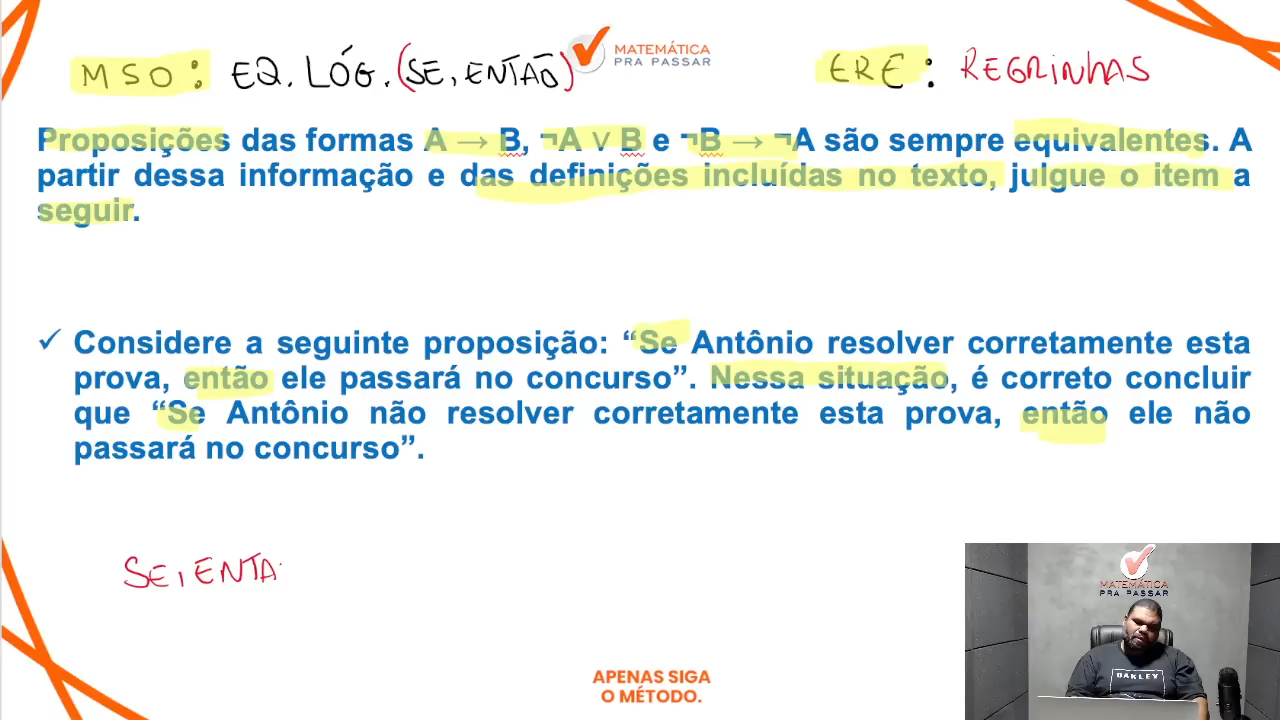 MSO: EQ. LÓG. (SE, ENTÃO)
MATEMÁTICA
PRA PASSAR
ERE: REGRINHAS
Proposições das formas A → B, ¬A ∨ B e ¬B → ¬A são sempre equivalentes. A
partir dessa informação e das definições incluídas no texto, julgue o item a
seguir.
✓ Considere a seguinte proposição: “Se Antônio resolver corretamente esta
prova, então ele passará no concurso”. Nessa situação, é correto concluir
que “Se Antônio não resolver corretamente esta prova, então ele não
passará no concurso”.
SE, ENTA
MATEMÁTICA
PRA PASSAR
OAKLEY
APENAS SIGA
O MÉTODO.